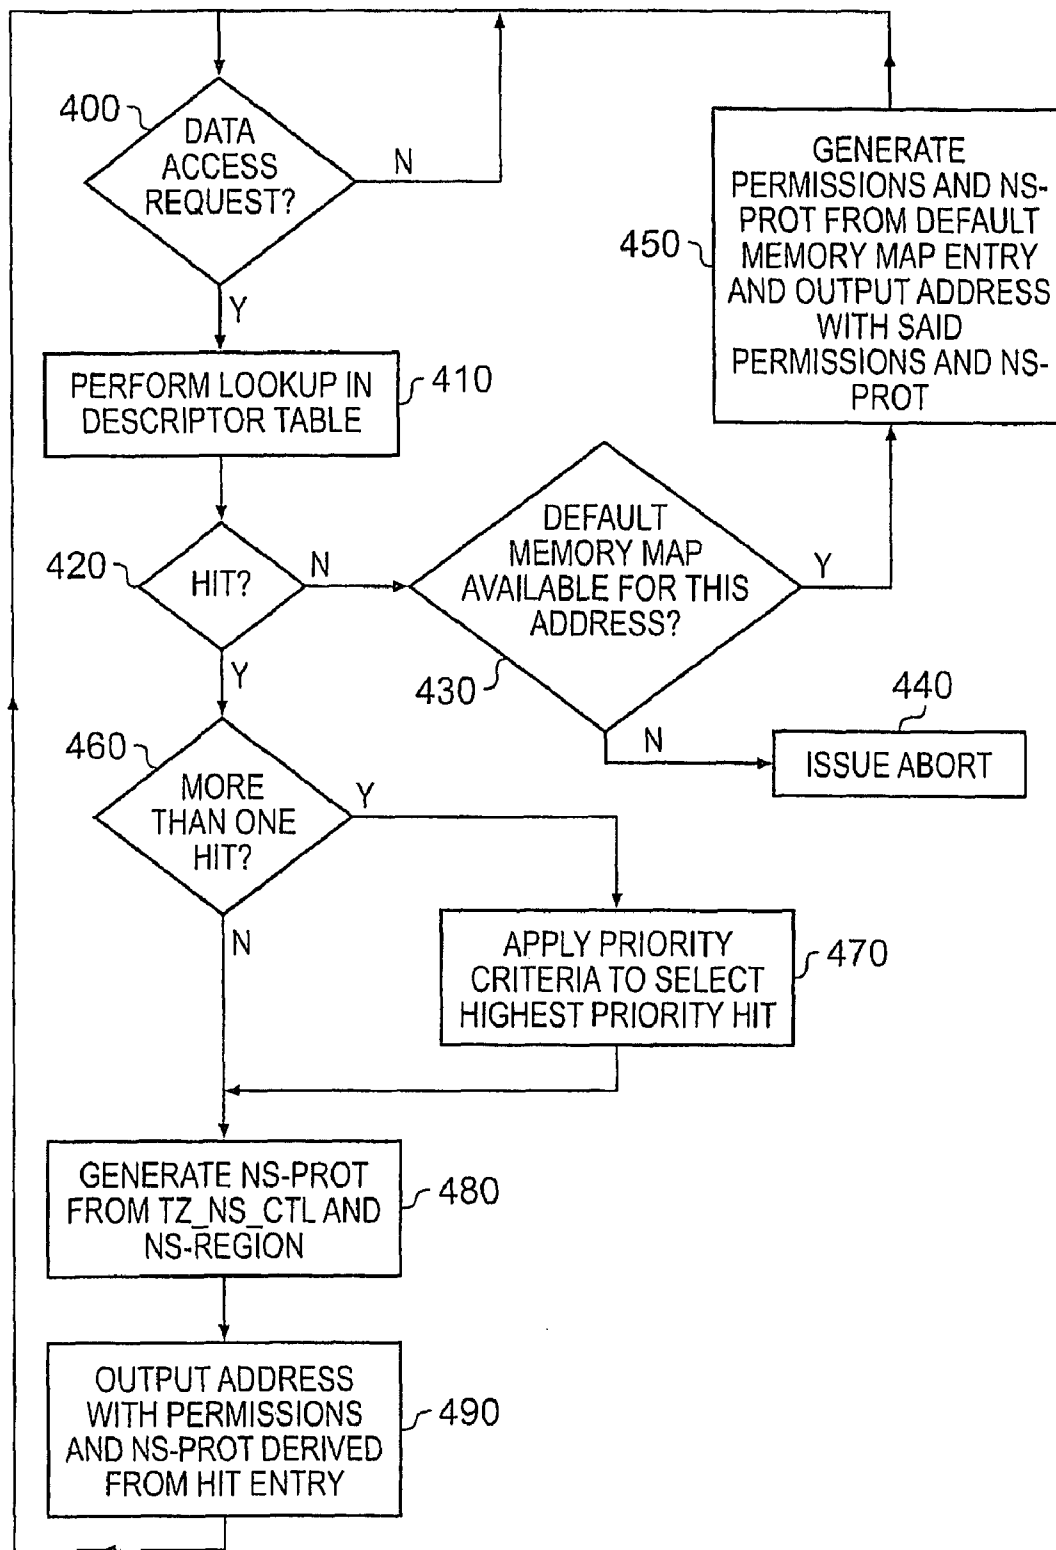 400
DATA
ACCESS
REQUEST?
N
Y
GENERATE
PERMISSIONS AND NS-
PROT FROM DEFAULT
MEMORY MAP ENTRY
AND OUTPUT ADDRESS
WITH SAID
PERMISSIONS AND NS-
PROT
450
PERFORM LOOKUP IN
DESCRIPTOR TABLE
410
420
HIT?
N
Y
DEFAULT
MEMORY MAP
AVAILABLE FOR THIS
ADDRESS?
430
Y
N
440
ISSUE ABORT
460
MORE
THAN ONE
HIT?
Y
N
APPLY PRIORITY
CRITERIA TO SELECT
HIGHEST PRIORITY HIT
470
GENERATE NS-PROT
FROM TZ_NS_CTL AND
NS-REGION
480
OUTPUT ADDRESS
WITH PERMISSIONS
AND NS-PROT DERIVED
FROM HIT ENTRY
490